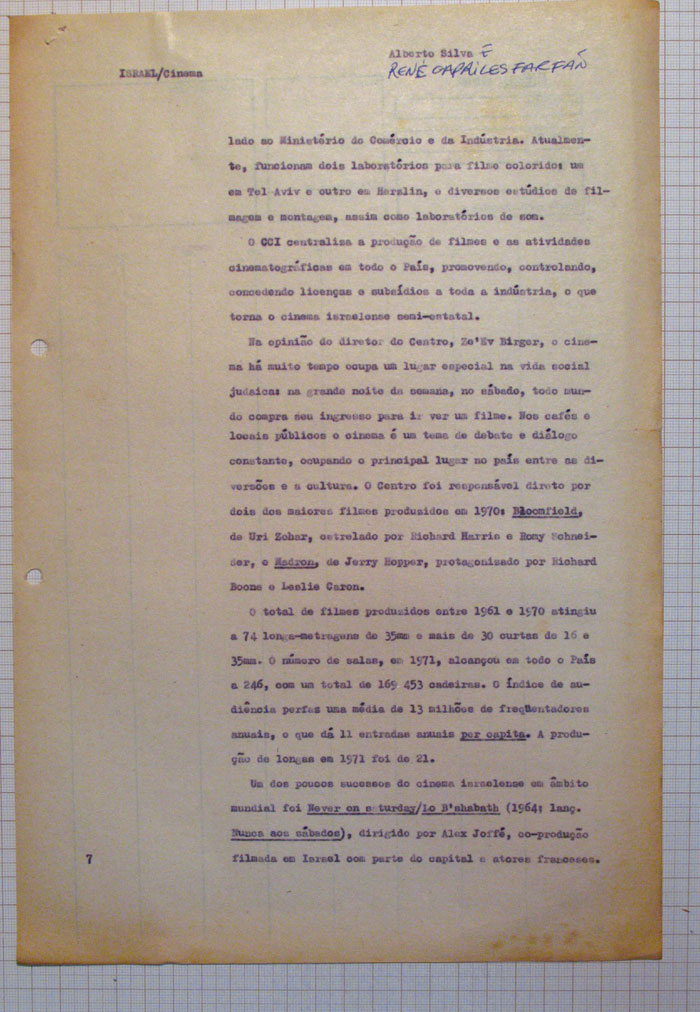 Alberto Silva E
ISRAEL/Cinema
RENÉ CAPRILES FARFÁN
lado ao Ministério do Comércio e da Indústria. Atualmen-
te, funcionam dois laboratórios para filme colorido: um
em Tel Aviv e outro em Herzlin, e diversos estúdios de fil-
magem e montagem, assim como laboratórios de som.
O CCI centraliza a produção de filmes e as atividades
cinematográficas em todo o País, promovendo, controlando,
concedendo licenças e subsídios a toda a indústria, o que
torna o cinema israelense semi-estatal.
Na opinião do diretor do Centro, Ze'Ev Birger, o cine-
ma há muito tempo ocupa um lugar especial na vida social
judaica: na grande noite da semana, no sábado, todo mun-
do compra seu ingresso para ir ver um filme. Nos cafés e
locais públicos o cinema é um tema de debate e diálogo
constante, ocupando o principal lugar no país entre as di-
versões e a cultura. O Centro foi responsável direto por
dois dos maiores filmes produzidos em 1970: Bloomfield,
de Uri Zohar, estrelado por Richard Harris e Romy Schnei-
der, e Madron, de Jerry Hopper, protagonizado por Richard
Boone e Leslie Caron.
O total de filmes produzidos entre 1961 e 1970 atingiu
a 74 longa-metragens de 35mm e mais de 30 curtas de 16 e
35mm. O número de salas, em 1971, alcançou em todo o País
a 246, com um total de 169 453 cadeiras. O índice de au-
diência perfaz uma média de 13 milhões de freqüentadores
anuais, o que dá 11 entradas anuais per capita. A produ-
ção de longas em 1971 foi de 21.
Um dos poucos sucessos do cinema israelense em âmbito
mundial foi Never on saturday/Lo B'shabath (1964; lanç.
Nunca aos sábados), dirigido por Alex Joffé, co-produção
7
filmada em Israel com parte do capital e atores franceses.